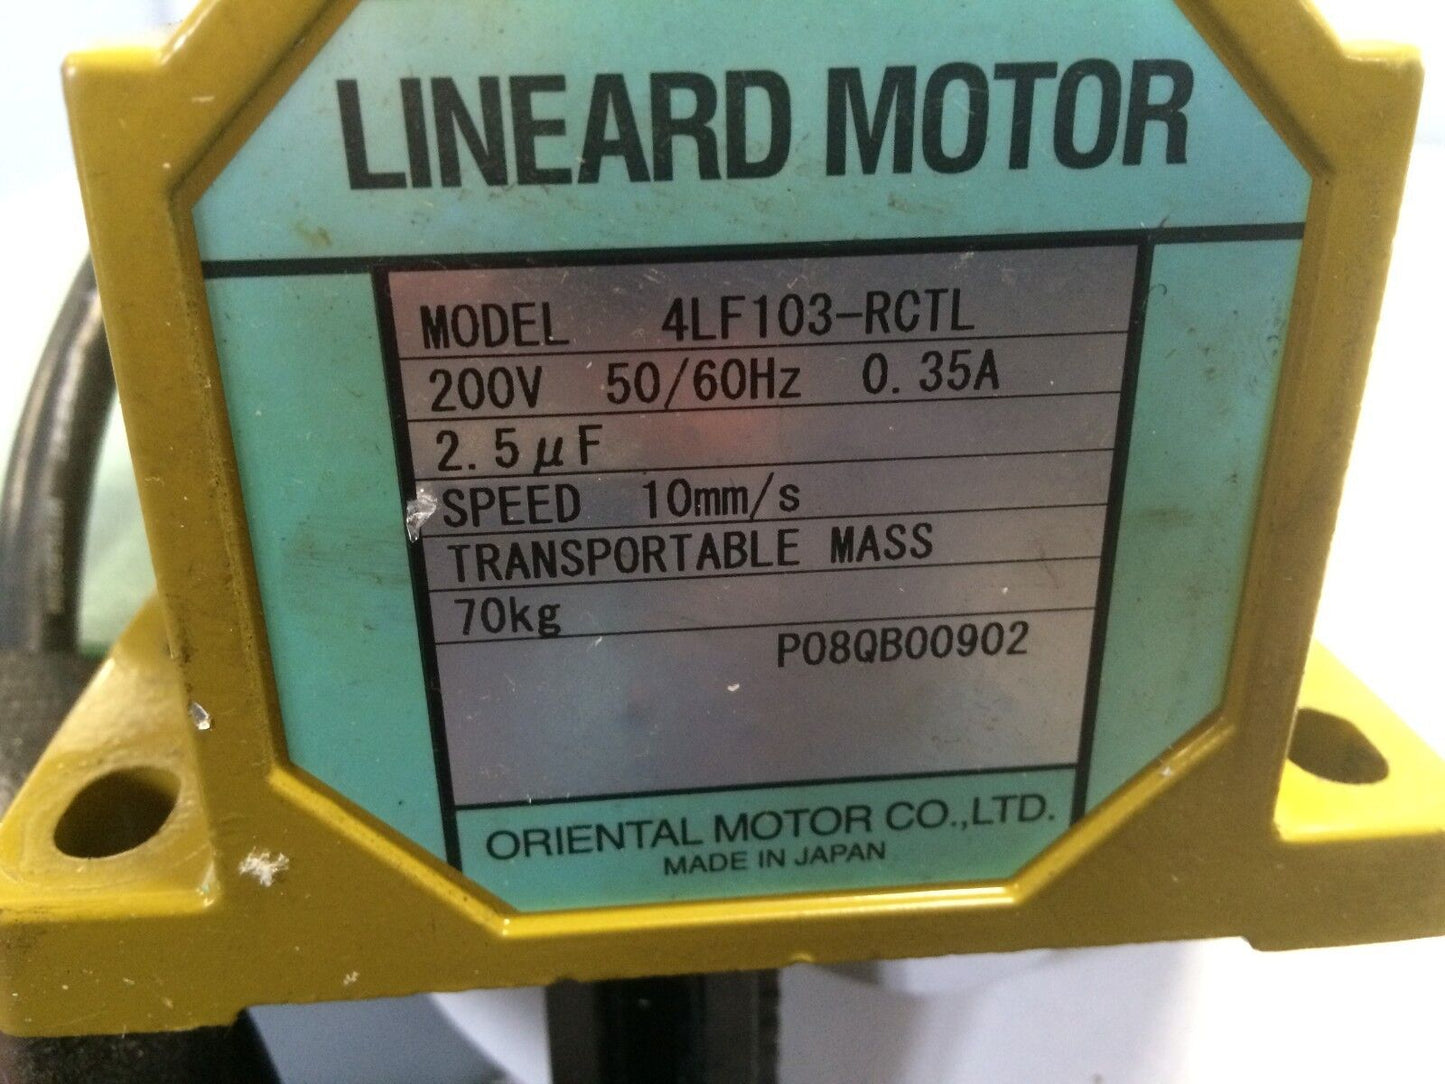 LINEARD MOTOR
MODEL 4LF103-RCTL
200V 50/60Hz 0.35A
2.5μF
SPEED 10mm/s
TRANSPORTABLE MASS
70kg
P08QB00902
ORIENTAL MOTOR CO.,LTD.
MADE IN JAPAN